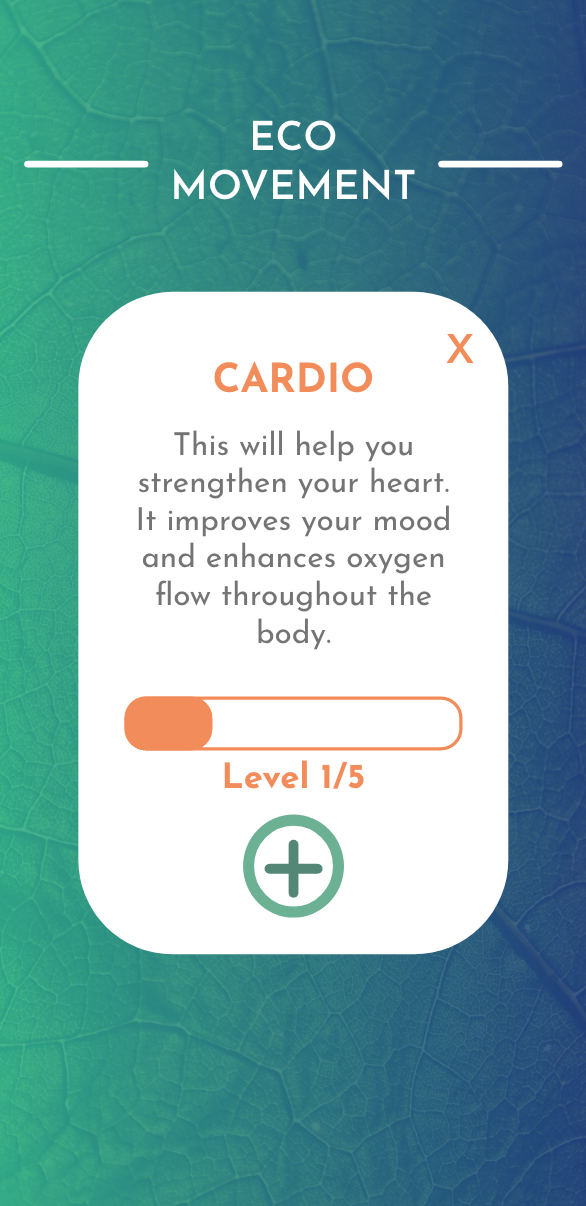 ECO
MOVEMENT
X
CARDIO
This will help you
strengthen your heart.
It improves your mood
and enhances oxygen
flow throughout the
body.
Level 1/5